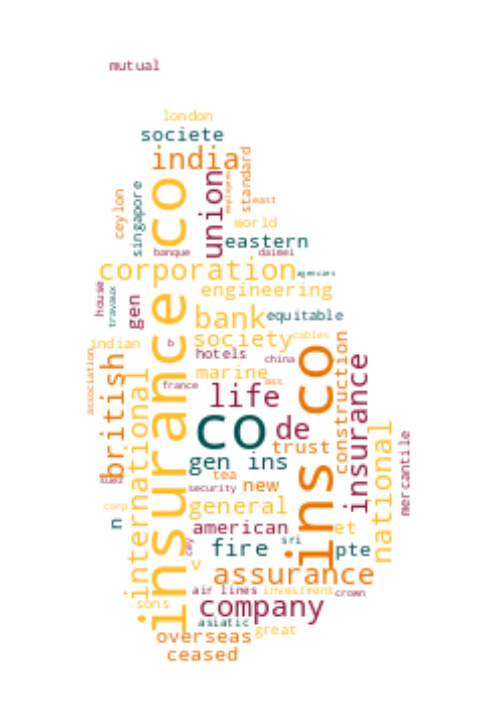 mutual
london
societe
india
standard
employees
union
insurance co
ceylon
singapore
east
world
eastern
banque
daimei
corporation
agencies
house
travaux
gen
engineering
bank
equitable
indian
b
society
cables
hotels
china
association
british
international
marine
ass
france
life
ins co
construction
insurance
co
de
national
mercantile
trust
gen ins
tea
suez
security
new
corp
general
n
american
et
sri
fire
cey
pte
v
assurance
air lines
investment
crown
sons
company
asiatic
great
overseas
ceased